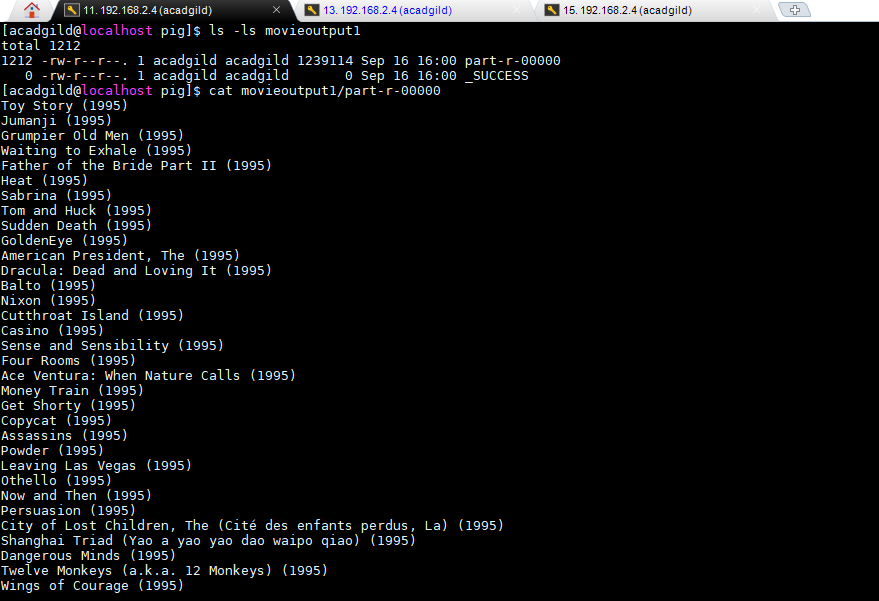 11. 192.168.2.4 (acadgild)
13. 192.168.2.4 (acadgild)
15. 192.168.2.4 (acadgild)
[acadgild@localhost pig]$ ls -ls movieoutput1
total 1212
1212 -rw-r--r--. 1 acadgild acadgild 1239114 Sep 16 16:00 part-r-00000
   0 -rw-r--r--. 1 acadgild acadgild       0 Sep 16 16:00 _SUCCESS
[acadgild@localhost pig]$ cat movieoutput1/part-r-00000
Toy Story (1995)
Jumanji (1995)
Grumpier Old Men (1995)
Waiting to Exhale (1995)
Father of the Bride Part II (1995)
Heat (1995)
Sabrina (1995)
Tom and Huck (1995)
Sudden Death (1995)
GoldenEye (1995)
American President, The (1995)
Dracula: Dead and Loving It (1995)
Balto (1995)
Nixon (1995)
Cutthroat Island (1995)
Casino (1995)
Sense and Sensibility (1995)
Four Rooms (1995)
Ace Ventura: When Nature Calls (1995)
Money Train (1995)
Get Shorty (1995)
Copycat (1995)
Assassins (1995)
Powder (1995)
Leaving Las Vegas (1995)
Othello (1995)
Now and Then (1995)
Persuasion (1995)
City of Lost Children, The (Cité des enfants perdus, La) (1995)
Shanghai Triad (Yao a yao yao dao waipo qiao) (1995)
Dangerous Minds (1995)
Twelve Monkeys (a.k.a. 12 Monkeys) (1995)
Wings of Courage (1995)